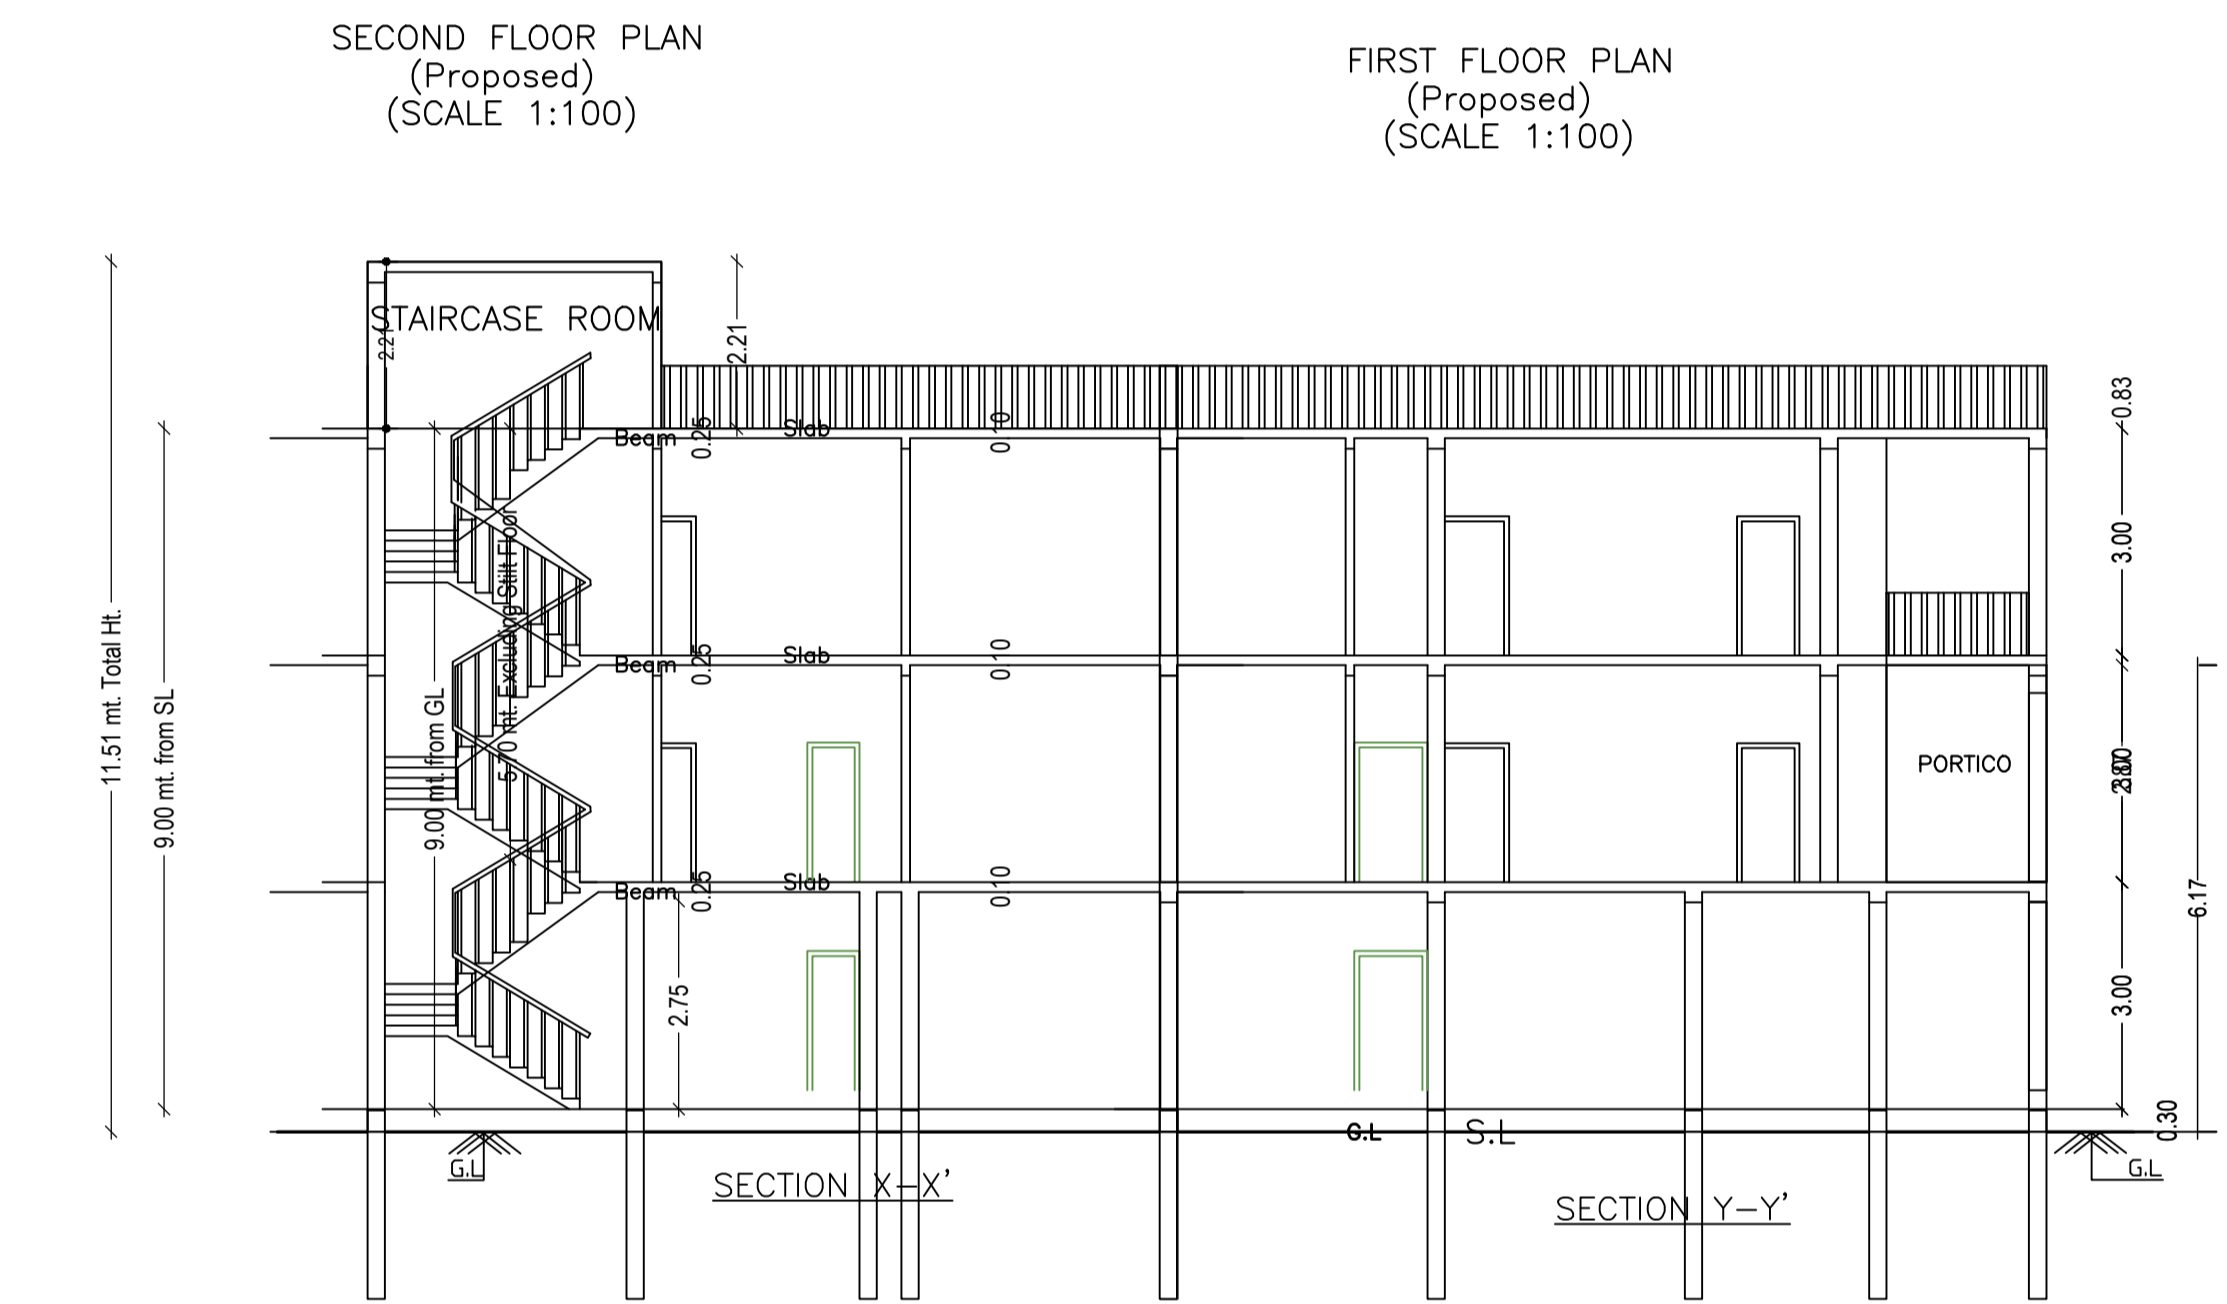 SECOND FLOOR PLAN
(Proposed)
(SCALE 1:100)
FIRST FLOOR PLAN
(Proposed)
(SCALE 1:100)
STAIRCASE ROOM
2.21
2.21
0.83
Beam
0.25
Slab
0.10
11.51 mt. Total Ht.
9.00 mt. from SL
9.00 mt. from GL
5.70 mt. Excluding Stilt Floor
3.00
Beam
0.25
Slab
0.10
PORTICO
Beam
0.25
Slab
0.10
6.17
2.75
3.00
0.30
G.L
S.L
G.L
G.L
SECTION X-X'
SECTION Y-Y'